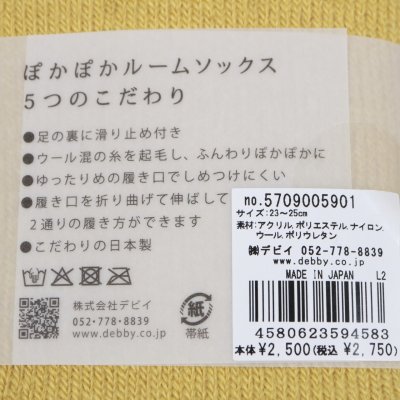 ぽかぽかルームソックス
5つのこだわり
●足の裏に滑り止め付き
●ウール混の糸を起毛し、ふんわりぽかぽかに
●ゆったりめの履き口でしめつけにくい
●履き口を折り曲げて伸ばして
2通りの履き方ができます
●こだわりの日本製
株式会社デビイ
052-778-8839
www.debby.co.jp
紙
帯紙
no.5709005901
サイズ:23〜25cm
素材:アクリル,ポリエステル,ナイロン,
ウール,ポリウレタン
㈱デビイ 052-778-8839
www.debby.co.jp
MADE IN JAPAN L2
4580623594583
本体¥2,500(税込 ¥2,750)